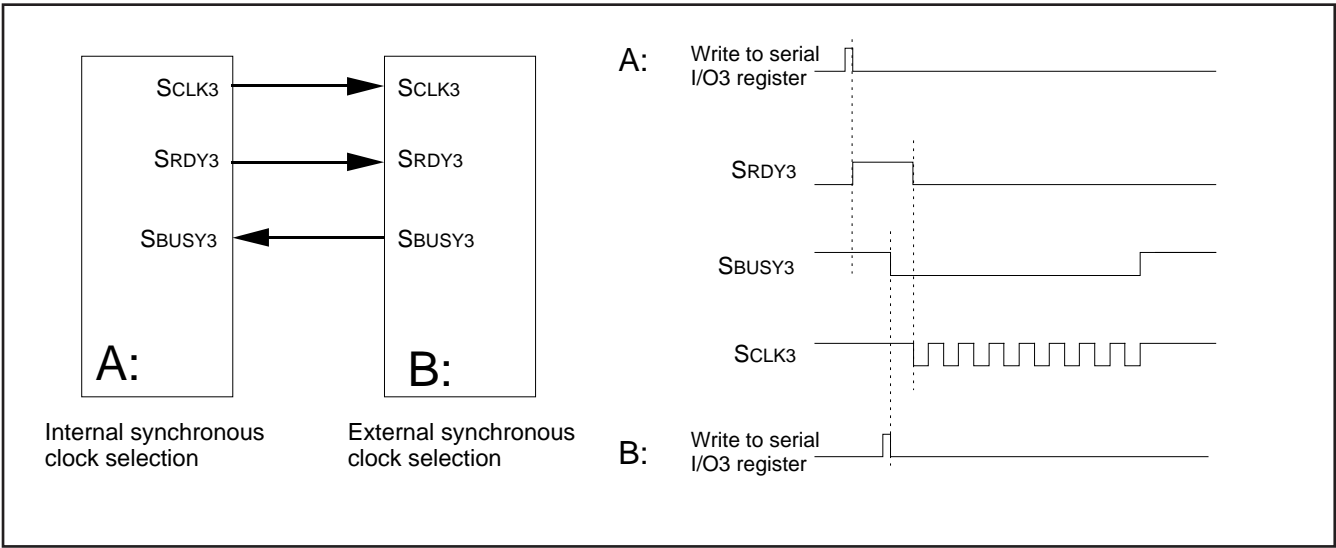 SCLK3
SRDY3
SBUSY3
A:
Internal synchronous
clock selection
SCLK3
SRDY3
SBUSY3
B:
External synchronous
clock selection
A:
Write to serial
I/O3 register
SRDY3
SBUSY3
SCLK3
B:
Write to serial
I/O3 register